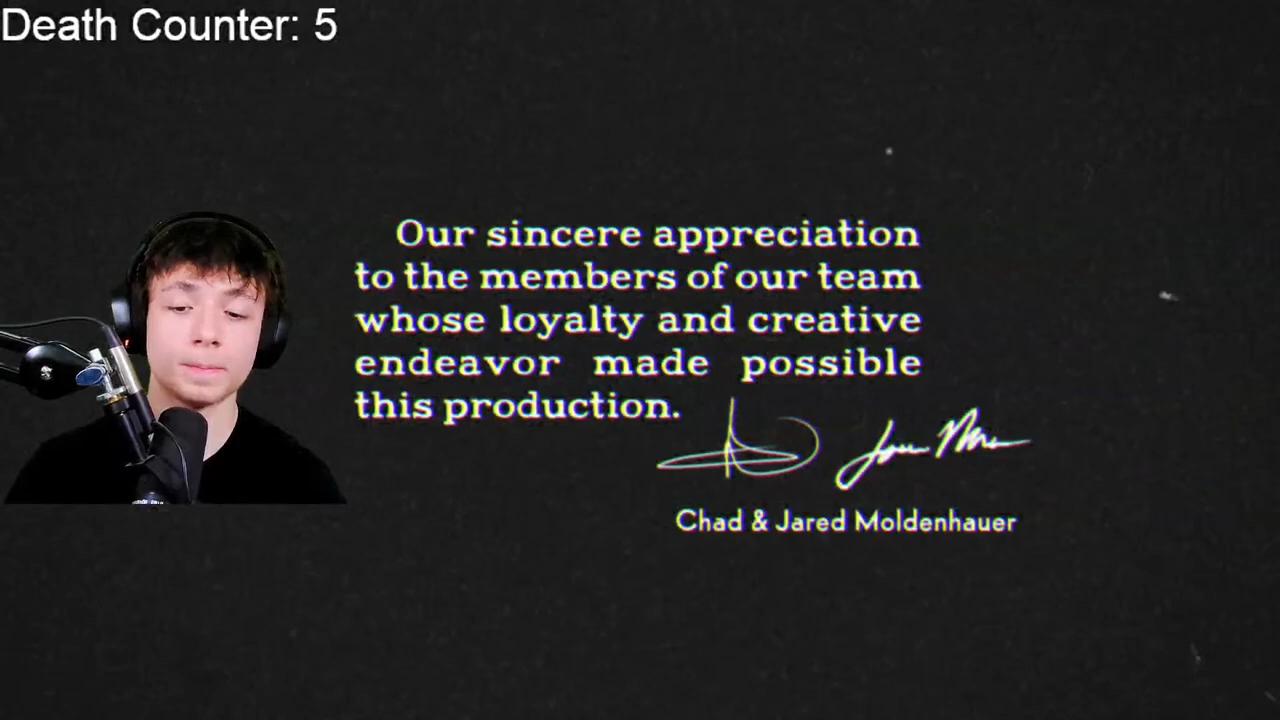 Death Counter: 5
Our sincere appreciation
to the members of our team
whose loyalty and creative
endeavor made possible
this production.
Chad & Jared Moldenhauer